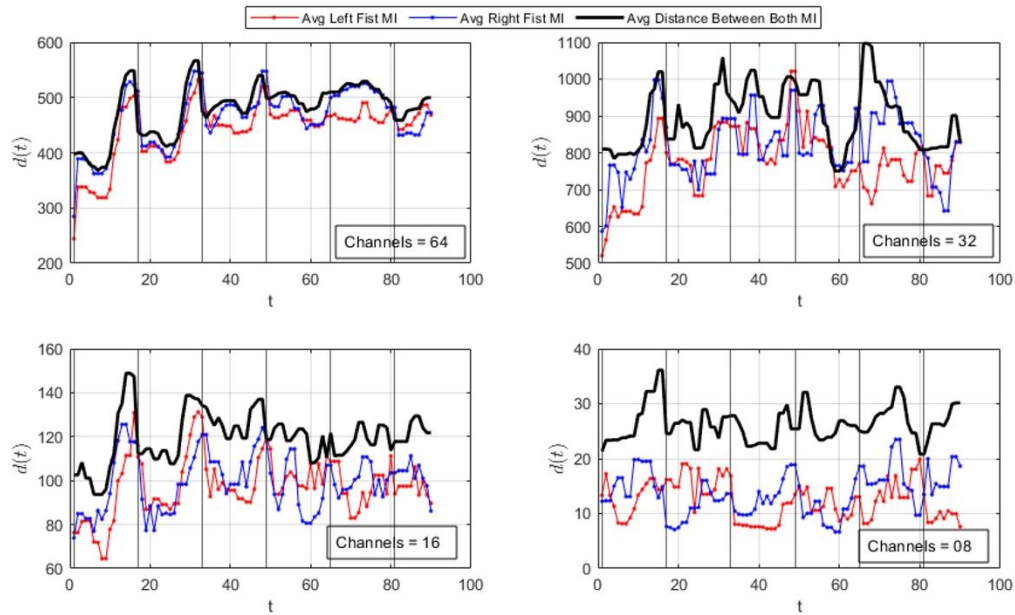 Avg Left Fist MI Avg Right Fist MI Avg Distance Between Both MI
600
500
400
300
200
d(t)
0 20 40 60 80 100
t
Channels = 64
1100
1000
900
800
700
600
500
d(t)
0 20 40 60 80 100
t
Channels = 32
160
140
120
100
80
60
d(t)
0 20 40 60 80 100
t
Channels = 16
40
30
20
10
0
d(t)
0 20 40 60 80 100
t
Channels = 08